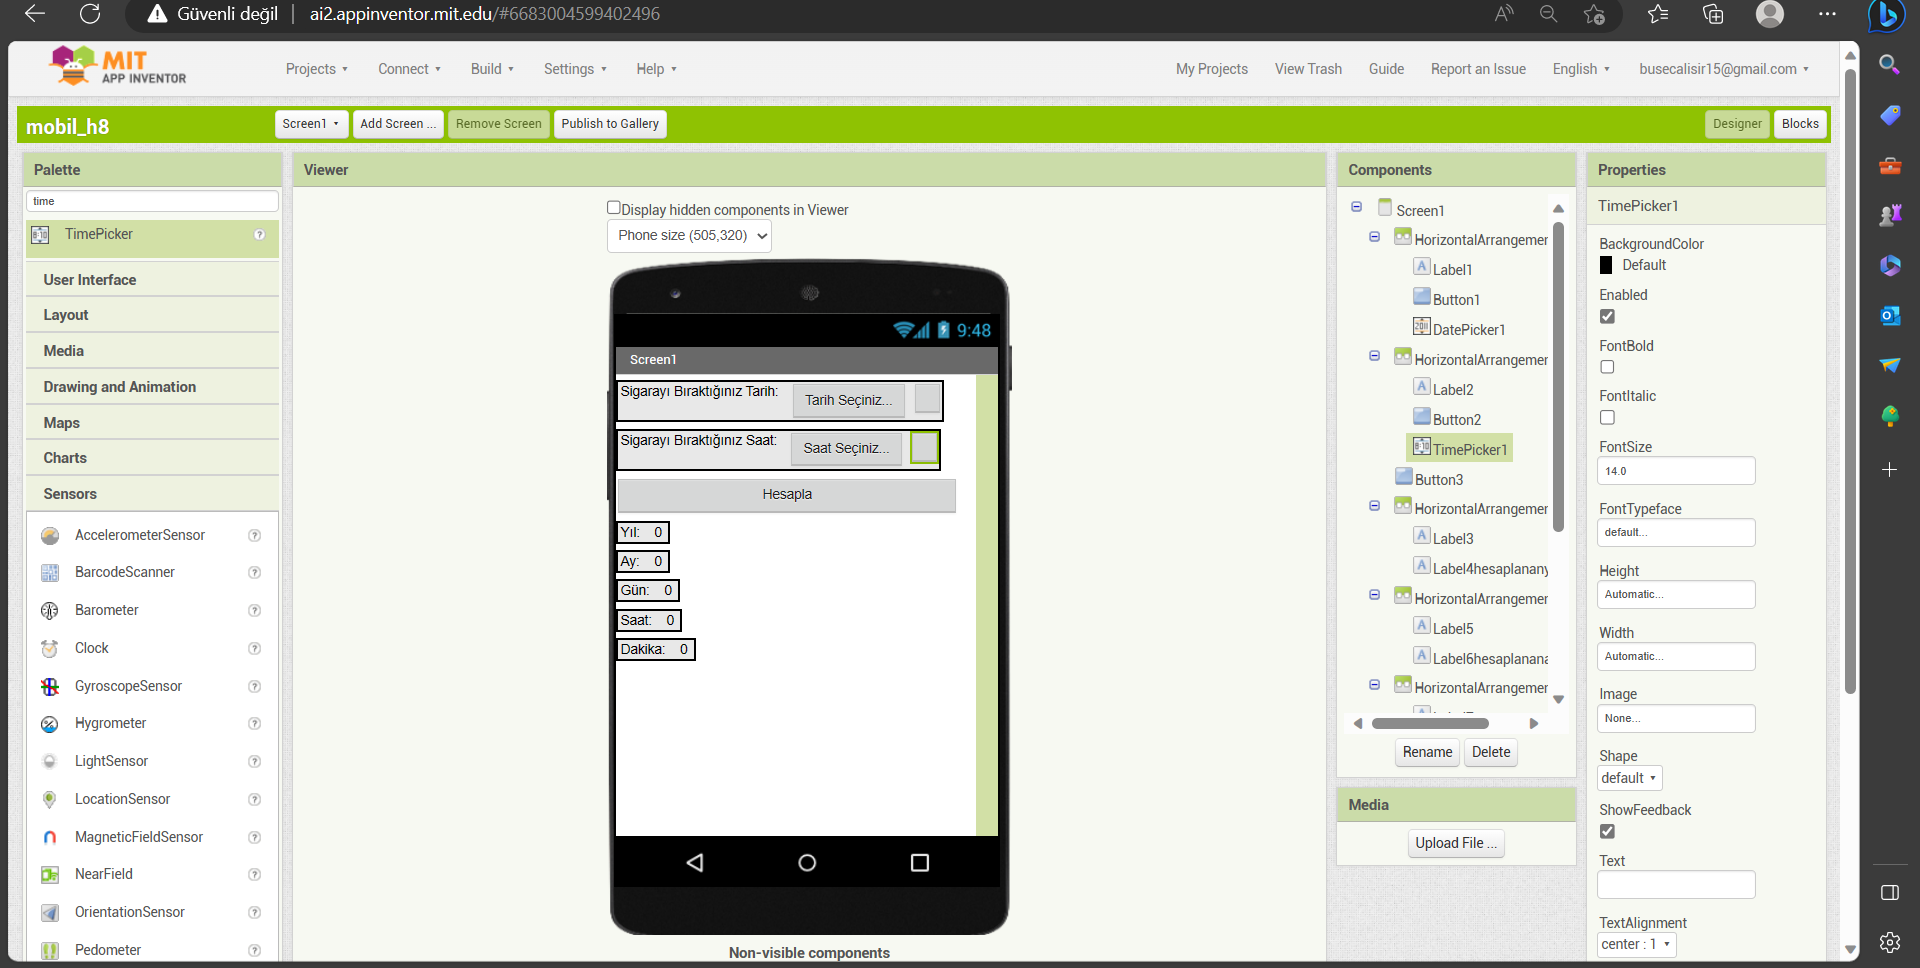 Güvenli değil
ai2.appinventor.mit.edu/#6683004599402496
MIT
APP INVENTOR
Projects
Connect
Build
Settings
Help
My Projects
View Trash
Guide
Report an Issue
English
busecalisir15@gmail.com
mobil_h8
Screen1
Add Screen ...
Remove Screen
Publish to Gallery
Designer
Blocks
Palette
time
TimePicker
User Interface
Layout
Media
Drawing and Animation
Maps
Charts
Sensors
AccelerometerSensor
BarcodeScanner
Barometer
Clock
GyroscopeSensor
Hygrometer
LightSensor
LocationSensor
MagneticFieldSensor
NearField
OrientationSensor
Pedometer
Viewer
Display hidden components in Viewer
Phone size (505,320)
9:48
Screen1
Sigarayı Bıraktığınız Tarih:
Tarih Seçiniz...
Sigarayı Bıraktığınız Saat:
Saat Seçiniz...
Hesapla
Yıl: 0
Ay: 0
Gün: 0
Saat: 0
Dakika: 0
Non-visible components
Components
Screen1
HorizontalArrangemer
Label1
Button1
DatePicker1
HorizontalArrangemer
Label2
Button2
TimePicker1
Button3
HorizontalArrangemer
Label3
Label4hesaplanany
HorizontalArrangemer
Label5
Label6hesaplanana
HorizontalArrangemer
Rename
Delete
Media
Upload File ...
Properties
TimePicker1
BackgroundColor
Default
Enabled
FontBold
FontItalic
FontSize
14.0
FontTypeface
default...
Height
Automatic...
Width
Automatic...
Image
None...
Shape
default
ShowFeedback
Text
TextAlignment
center : 1